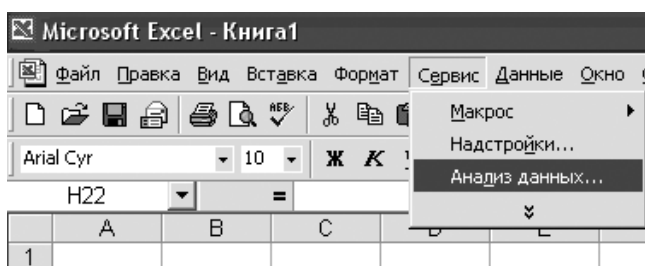 Microsoft Excel - Книга1
Файл Правка Вид Вставка Формат Сервис Данные Окно
Макрос
Надстройки...
Arial Cyr 10 Ж К
Анализ данных...
H22 =
A B C D E
1